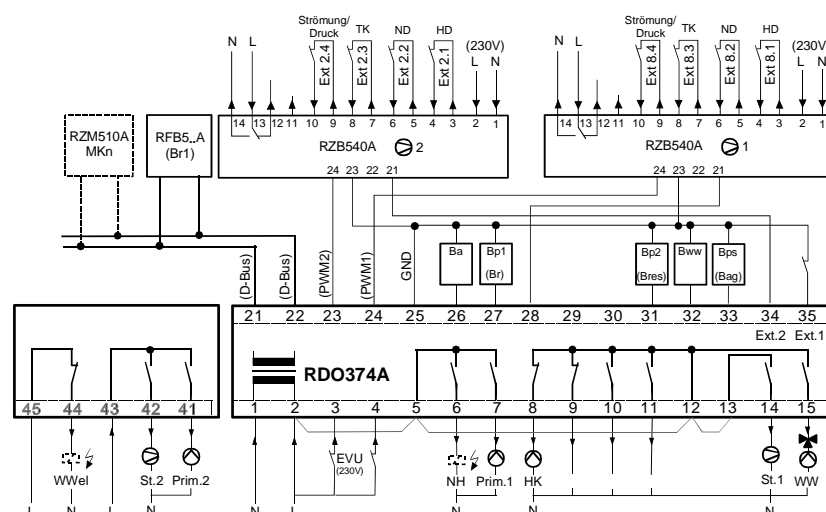 Strömung/
Druck
TK
ND
HD
(230V)
N L
Ext 2.4
Ext 2.3
Ext 2.2
Ext 2.1
L N
Strömung/
Druck
TK
ND
HD
(230V)
N L
Ext 8.4
Ext 8.3
Ext 8.2
Ext 8.1
L N
14 13 12 11 10 9 8 7 6 5 4 3 2 1
RZB540A 2
24 23 22 21
14 13 12 11 10 9 8 7 6 5 4 3 2 1
RZB540A 1
24 23 22 21
RZM510A
MKn
RFB5..A
(Br1)
(D-Bus)
(D-Bus)
(PWM2)
(PWM1)
GND
Ba
Bp1
(Br)
Bp2
(Bres)
Bww
Bps
(Bag)
21 22 23 24 25 26 27 28 29 30 31 32 33 34 35
Ext.2 Ext.1
RDO374A
45 44 43 42 41
1 2 3 4 5 6 7 8 9 10 11 12 13 14 15
EVU
(230V)
WWel St.2 Prim.2
NH Prim.1 HK St.1 WW
L N L N
N L N N N